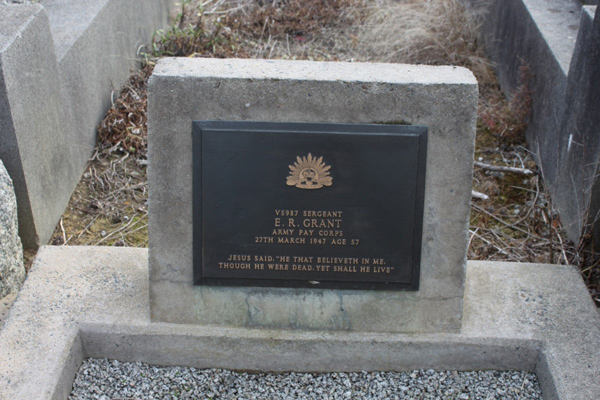 VS987 SERGEANT
E. R. GRANT
ARMY PAY CORPS
27TH MARCH 1947 AGE 57
JESUS SAID, "HE THAT BELIEVETH IN ME,
THOUGH HE WERE DEAD, YET SHALL HE LIVE"